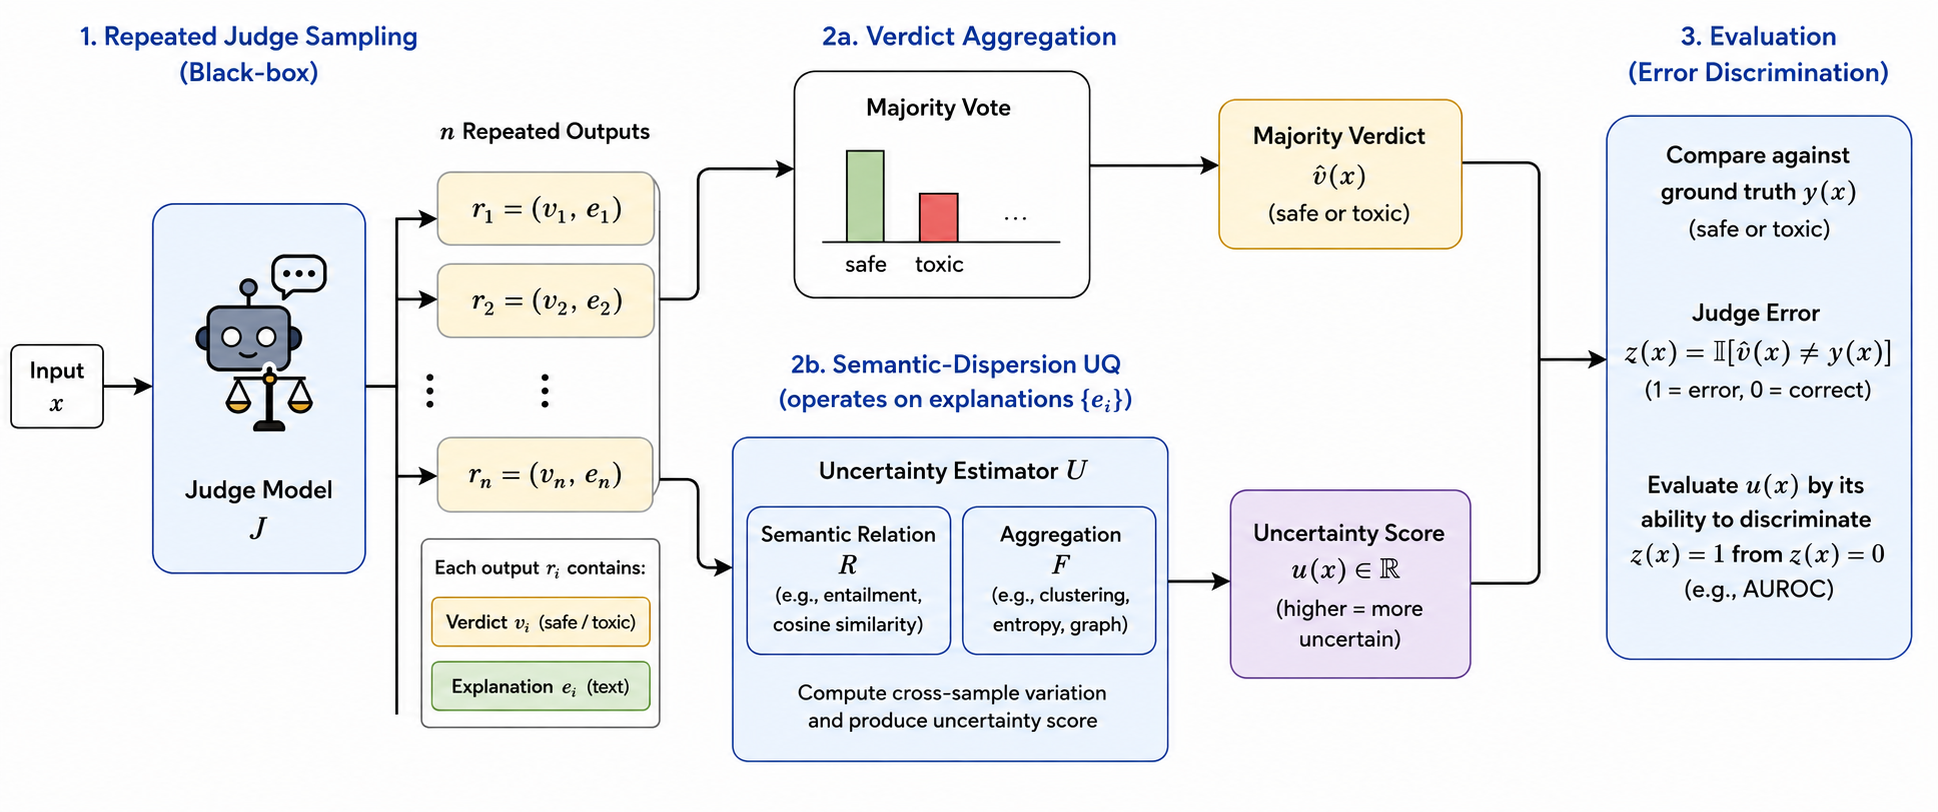 1. Repeated Judge Sampling
(Black-box)
Input
x
Judge Model
J
n Repeated Outputs
r₁ = (v₁, e₁)
r₂ = (v₂, e₂)
⋮ ⋮
rₙ = (vₙ, eₙ)
Each output rᵢ contains:
Verdict vᵢ (safe / toxic)
Explanation eᵢ (text)
2a. Verdict Aggregation
Majority Vote
...
safe toxic
Majority Verdict
v̂(x)
(safe or toxic)
2b. Semantic-Dispersion UQ
(operates on explanations {eᵢ})
Uncertainty Estimator U
Semantic Relation
R
(e.g., entailment,
cosine similarity)
Aggregation
F
(e.g., clustering,
entropy, graph)
Compute cross-sample variation
and produce uncertainty score
Uncertainty Score
u(x) ∈ ℝ
(higher = more
uncertain)
3. Evaluation
(Error Discrimination)
Compare against
ground truth y(x)
(safe or toxic)
Judge Error
z(x) = 𝕀[v̂(x) ≠ y(x)]
(1 = error, 0 = correct)
Evaluate u(x) by its
ability to discriminate
z(x) = 1 from z(x) = 0
(e.g., AUROC)